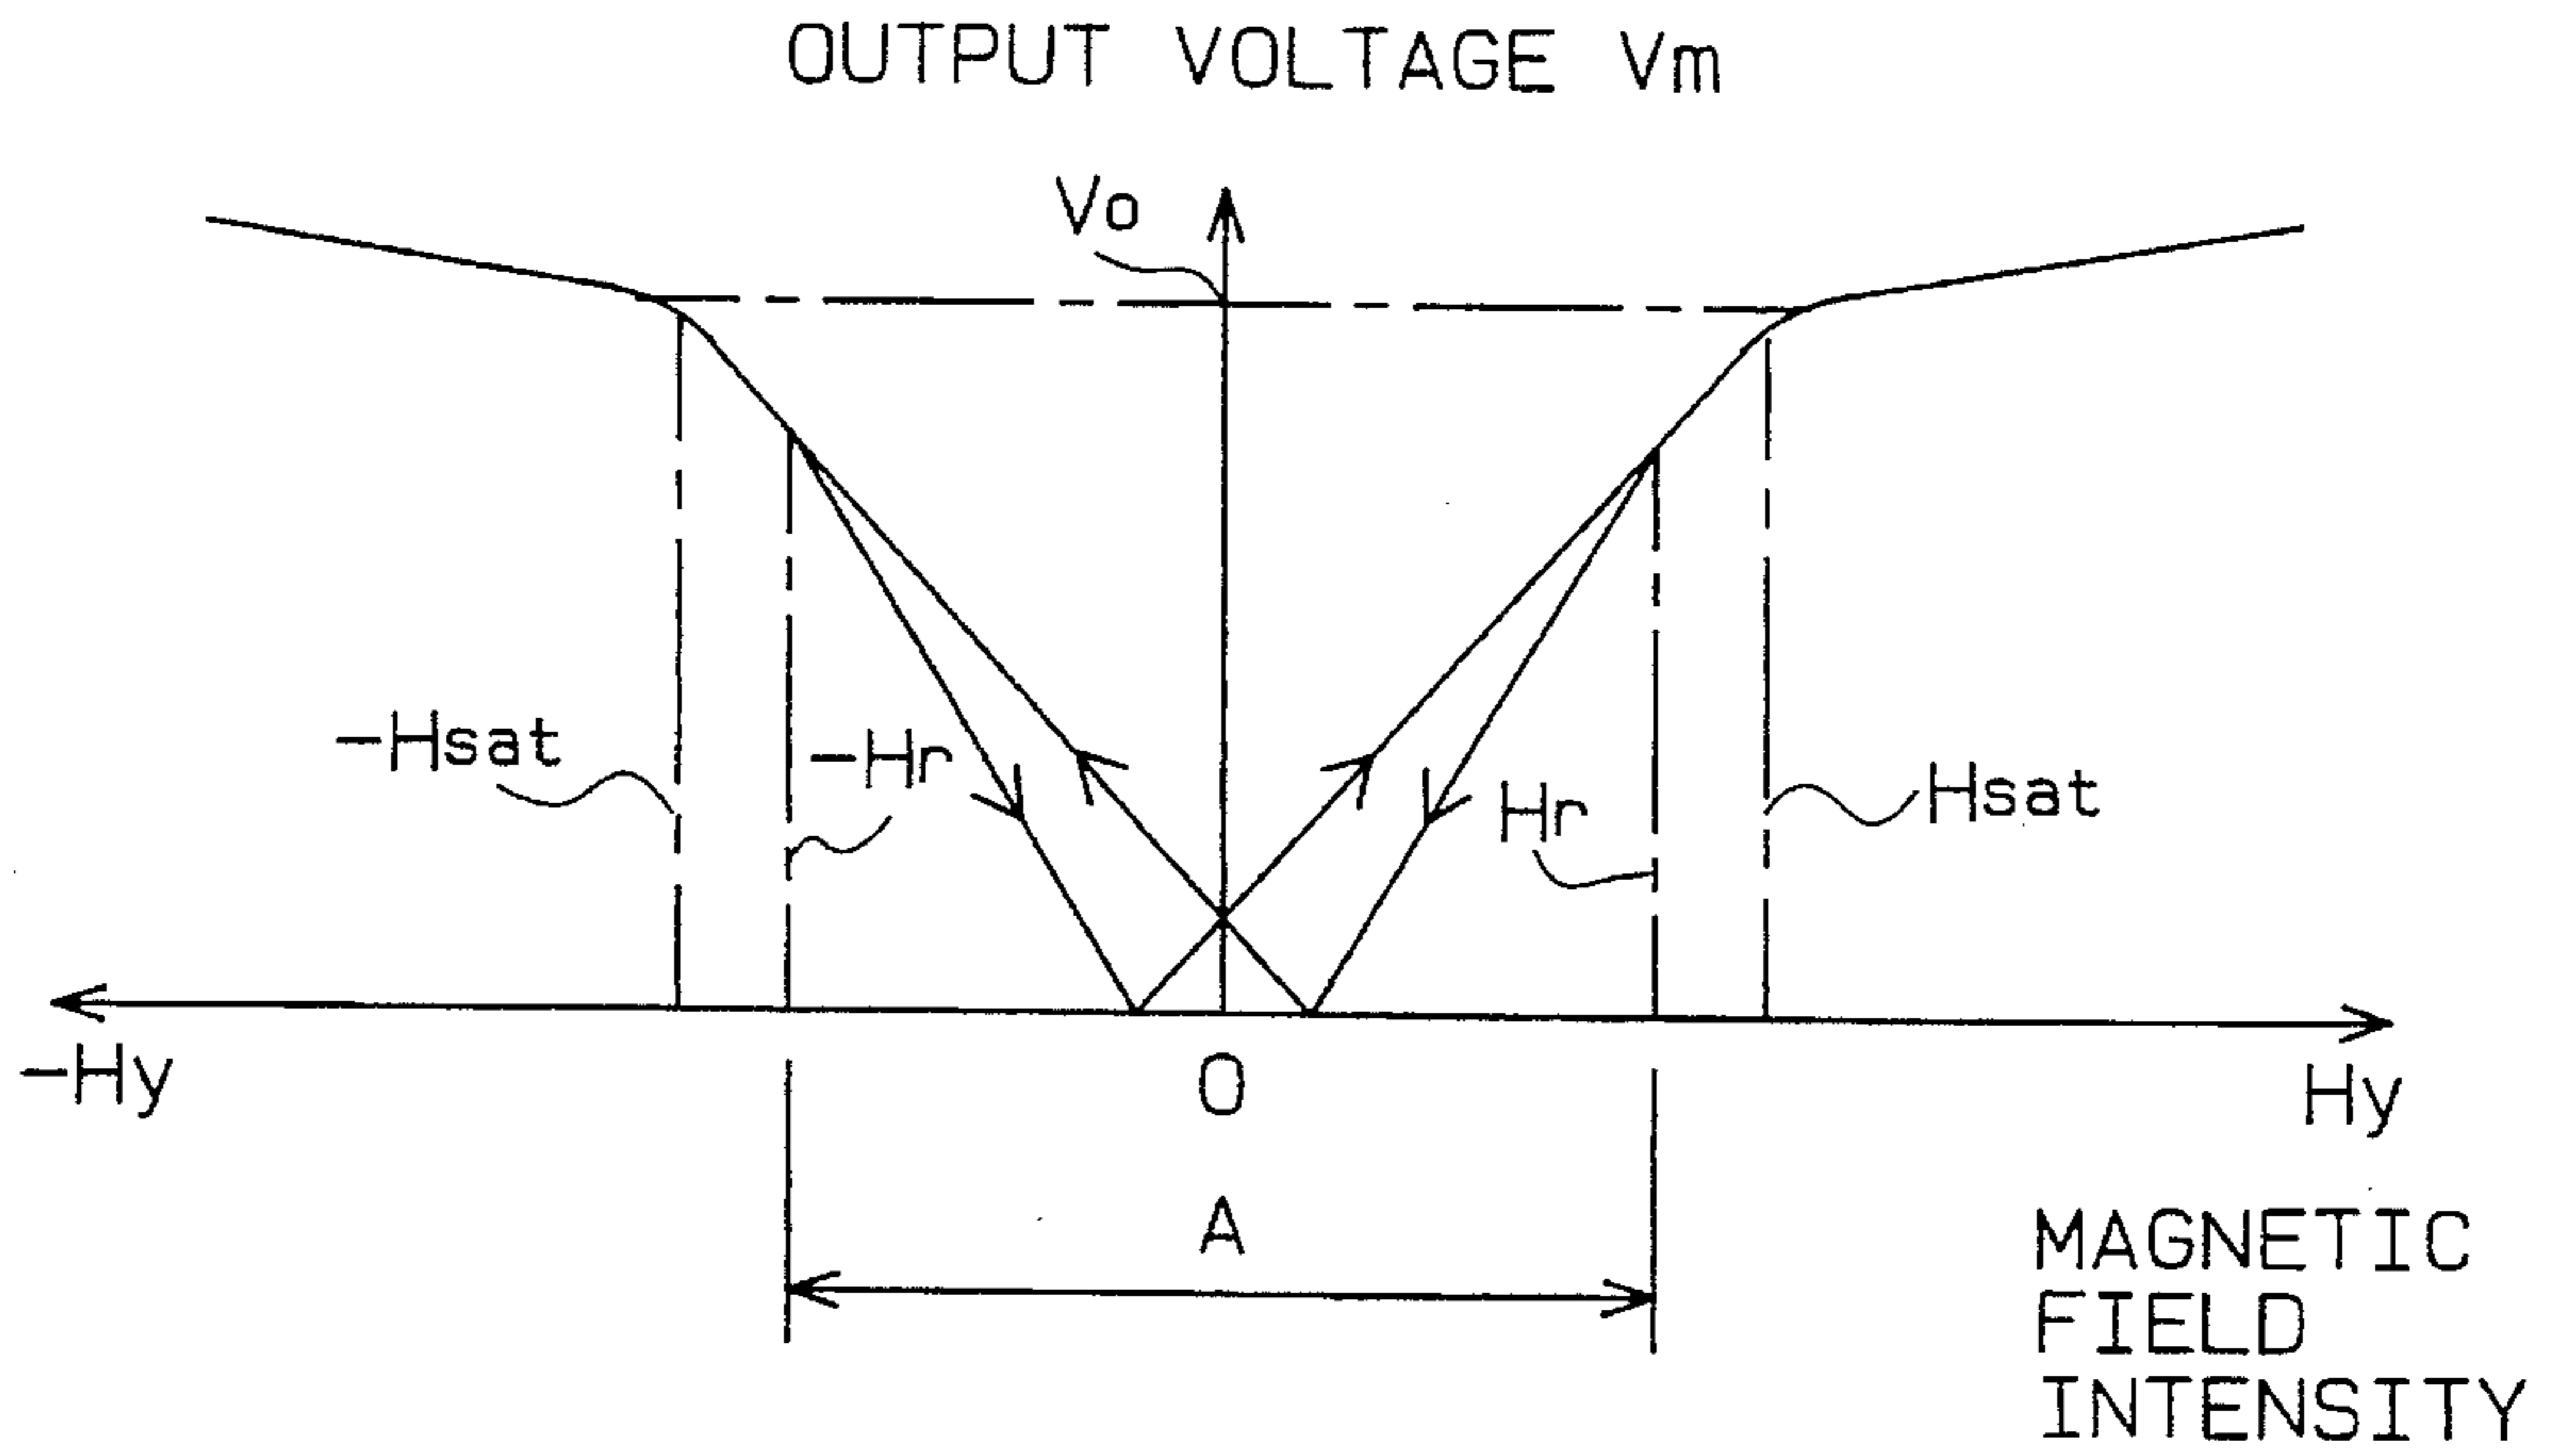 OUTPUT VOLTAGE Vm
Vo
-Hsat
-Hr
Hr
Hsat
-Hy
O
Hy
A
MAGNETIC
FIELD
INTENSITY